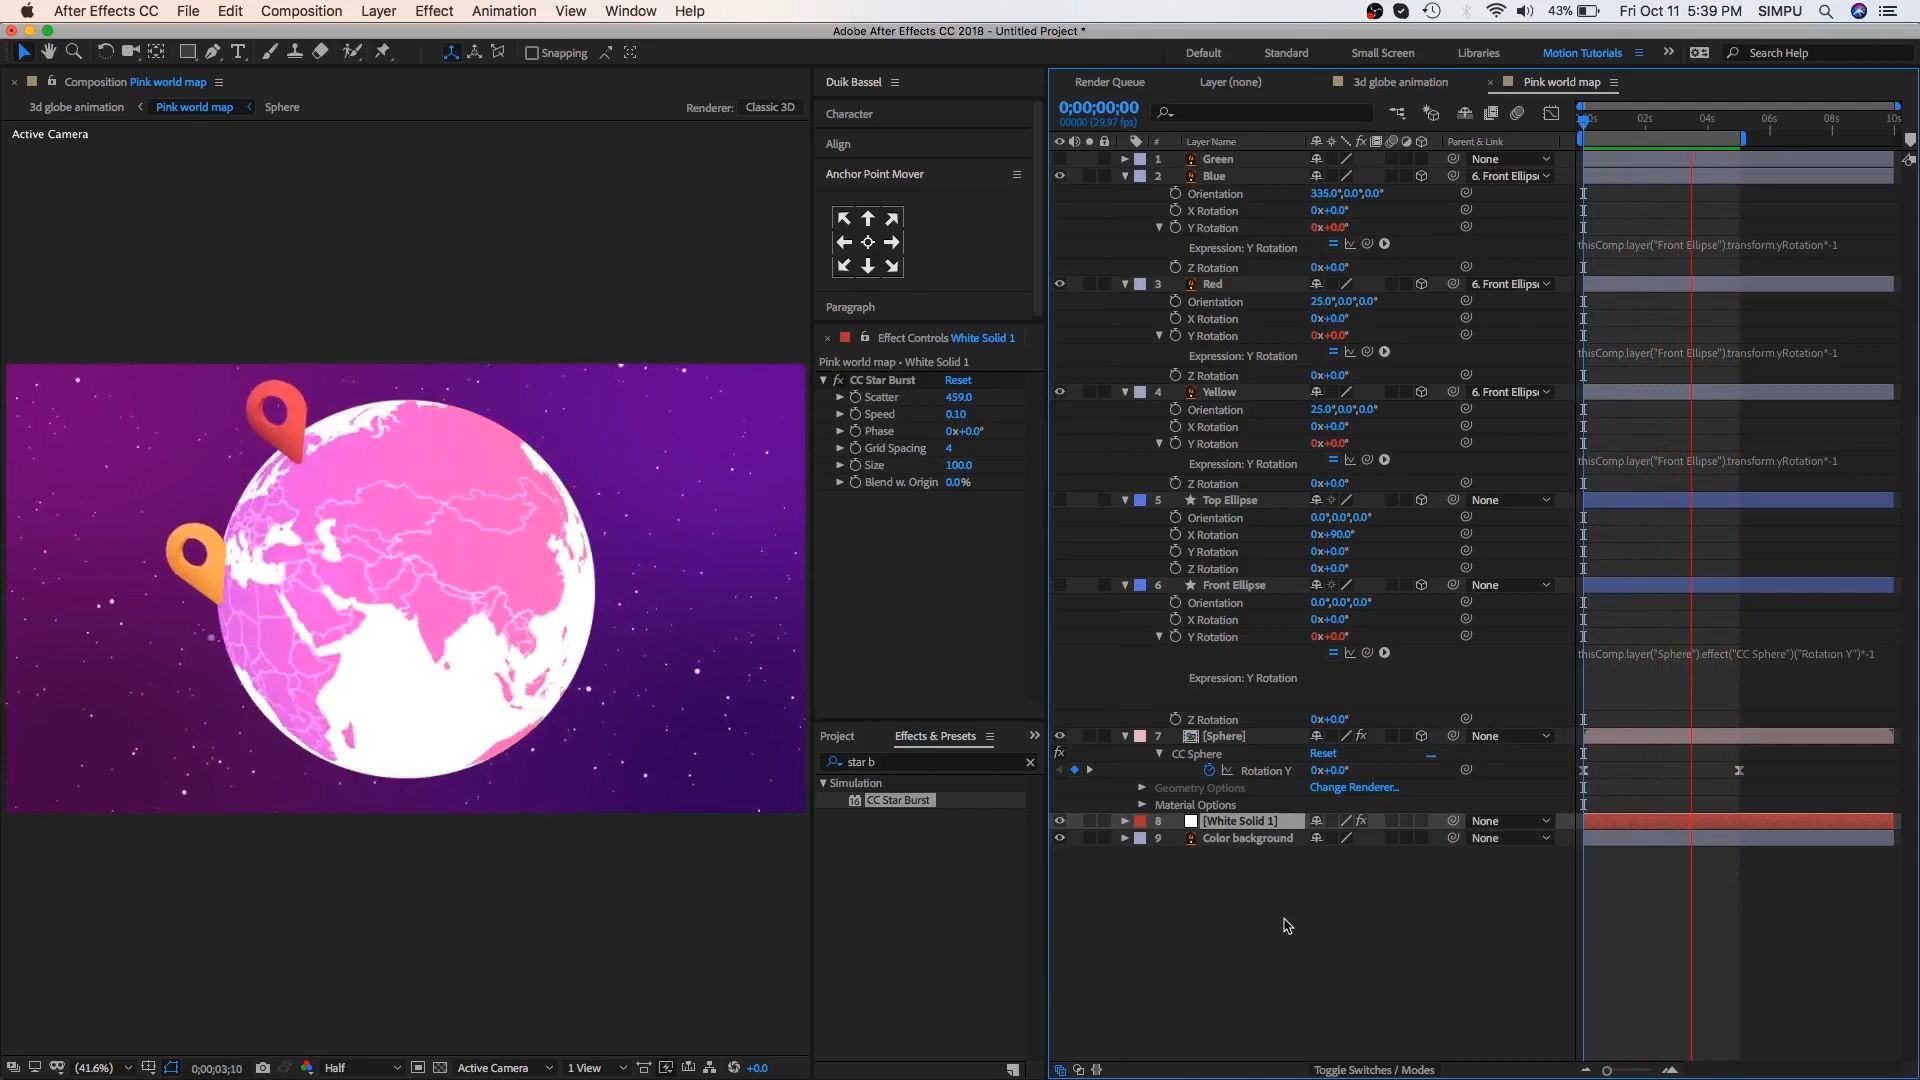 After Effects CC File Edit Composition Layer Effect Animation View Window Help 43% Fri Oct 11 5:39 PM SIMPU
Adobe After Effects CC 2018 - Untitled Project *
Snapping Default Standard Small Screen Libraries Motion Tutorials Search Help
Composition Pink world map
3d globe animation Pink world map Sphere Renderer: Classic 3D
Active Camera
Duik Bassel
Character
Align
Anchor Point Mover
Paragraph
Effect Controls White Solid 1
Pink world map • White Solid 1
fx CC Star Burst Reset
Scatter 459.0
Speed 0.10
Phase 0x+0.0°
Grid Spacing 4
Size 100.0
Blend w. Origin 0.0%
Project Effects & Presets
star b
Simulation
CC Star Burst
Render Queue Layer (none) 3d globe animation Pink world map
0;00;00;00
00000 (29.97 fps)
02s 04s 06s 08s 10s
# Layer Name Parent & Link
1 Green None
2 Blue 6. Front Ellips
Orientation 335.0°,0.0°,0.0°
X Rotation 0x+0.0°
Y Rotation 0x+0.0°
Expression: Y Rotation thisComp.layer("Front Ellipse").transform.yRotation*-1
Z Rotation 0x+0.0°
3 Red 6. Front Ellips
Orientation 25.0°,0.0°,0.0°
X Rotation 0x+0.0°
Y Rotation 0x+0.0°
Expression: Y Rotation thisComp.layer("Front Ellipse").transform.yRotation*-1
Z Rotation 0x+0.0°
4 Yellow 6. Front Ellips
Orientation 25.0°,0.0°,0.0°
X Rotation 0x+0.0°
Y Rotation 0x+0.0°
Expression: Y Rotation thisComp.layer("Front Ellipse").transform.yRotation*-1
Z Rotation 0x+0.0°
5 Top Ellipse None
Orientation 0.0°,0.0°,0.0°
X Rotation 0x+90.0°
Y Rotation 0x+0.0°
Z Rotation 0x+0.0°
6 Front Ellipse None
Orientation 0.0°,0.0°,0.0°
X Rotation 0x+0.0°
Y Rotation 0x+0.0°
thisComp.layer("Sphere").effect("CC Sphere")("Rotation Y")*-1
Expression: Y Rotation
Z Rotation 0x+0.0°
7 [Sphere] fx None
fx CC Sphere Reset
Rotation Y 0x+0.0°
Geometry Options Change Renderer...
Material Options
8 [White Solid 1] fx None
9 Color background None
(41.6%) 0;00;03;10 Half Active Camera 1 View +0.0
Toggle Switches / Modes